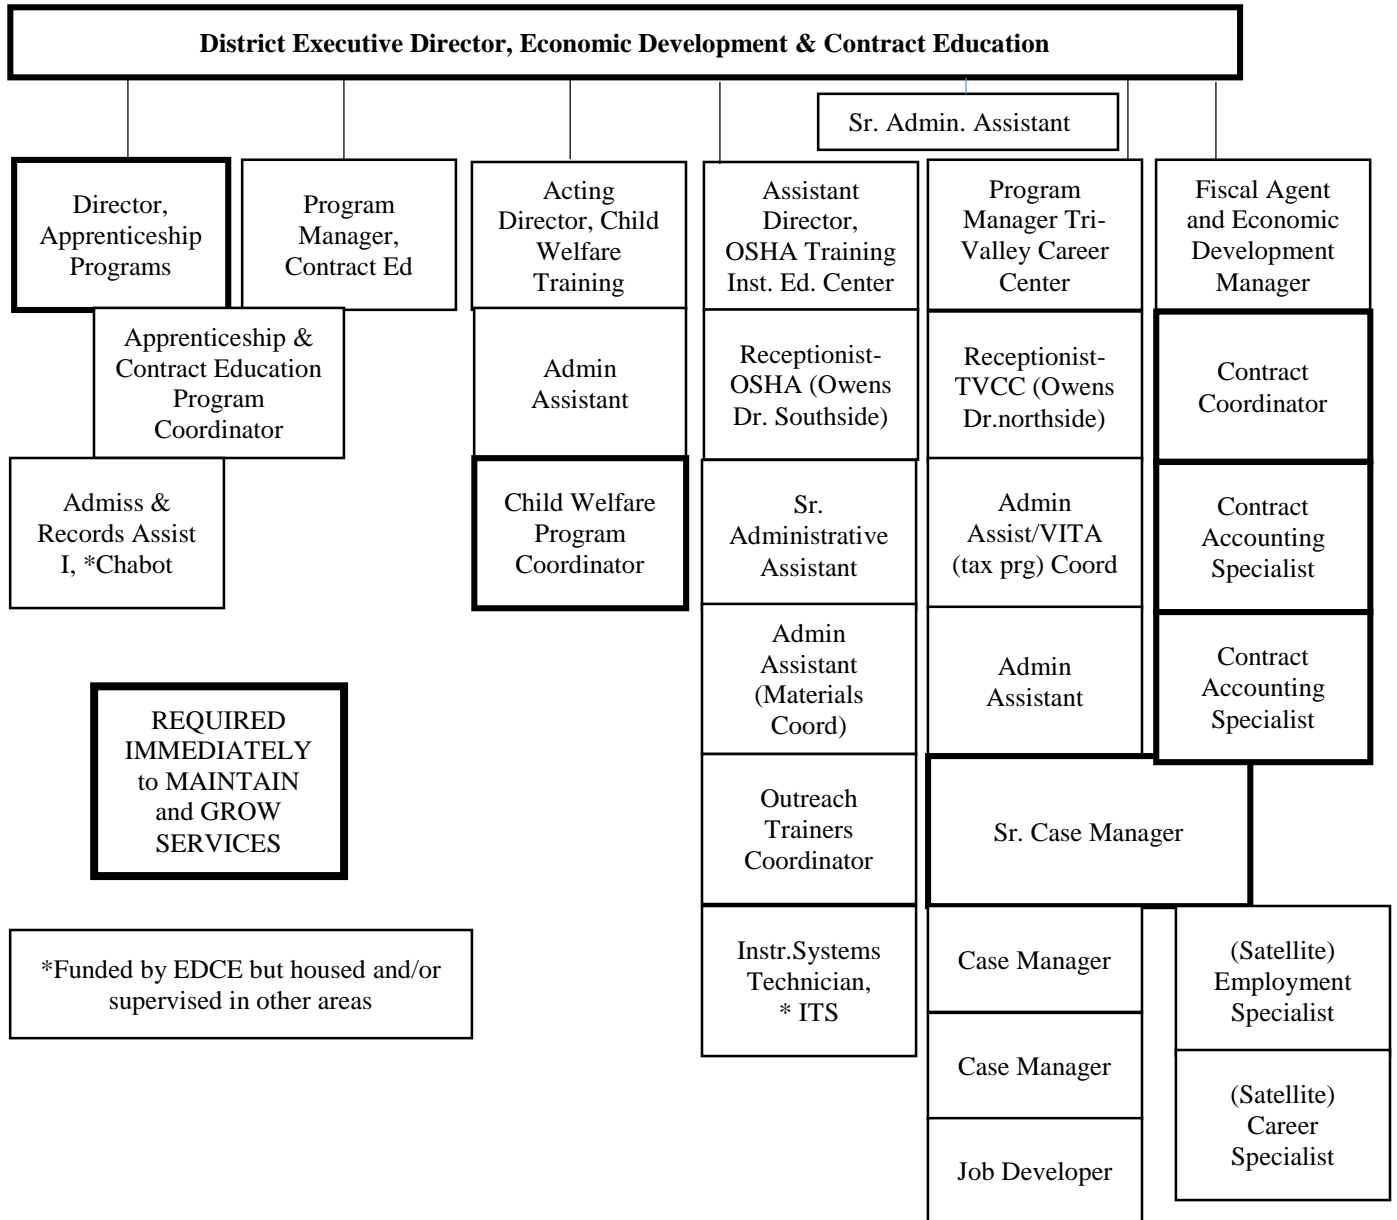 District Executive Director, Economic Development & Contract Education
Sr. Admin. Assistant
Director,
Apprenticeship
Programs
Program
Manager,
Contract Ed
Acting
Director, Child
Welfare
Training
Assistant
Director,
OSHA Training
Inst. Ed. Center
Program
Manager Tri-
Valley Career
Center
Fiscal Agent
and Economic
Development
Manager
Apprenticeship &
Contract Education
Program
Coordinator
Admin
Assistant
Receptionist-
OSHA (Owens
Dr. Southside)
Receptionist-
TVCC (Owens
Dr.northside)
Contract
Coordinator
Admiss &
Records Assist
I, *Chabot
Child Welfare
Program
Coordinator
Sr.
Administrative
Assistant
Admin
Assist/VITA
(tax prg) Coord
Contract
Accounting
Specialist
Admin
Assistant
(Materials
Coord)
Admin
Assistant
Contract
Accounting
Specialist
REQUIRED
IMMEDIATELY
to MAINTAIN
and GROW
SERVICES
Outreach
Trainers
Coordinator
Sr. Case Manager
*Funded by EDCE but housed and/or
supervised in other areas
Instr.Systems
Technician,
* ITS
Case Manager
(Satellite)
Employment
Specialist
Case Manager
(Satellite)
Career
Specialist
Job Developer